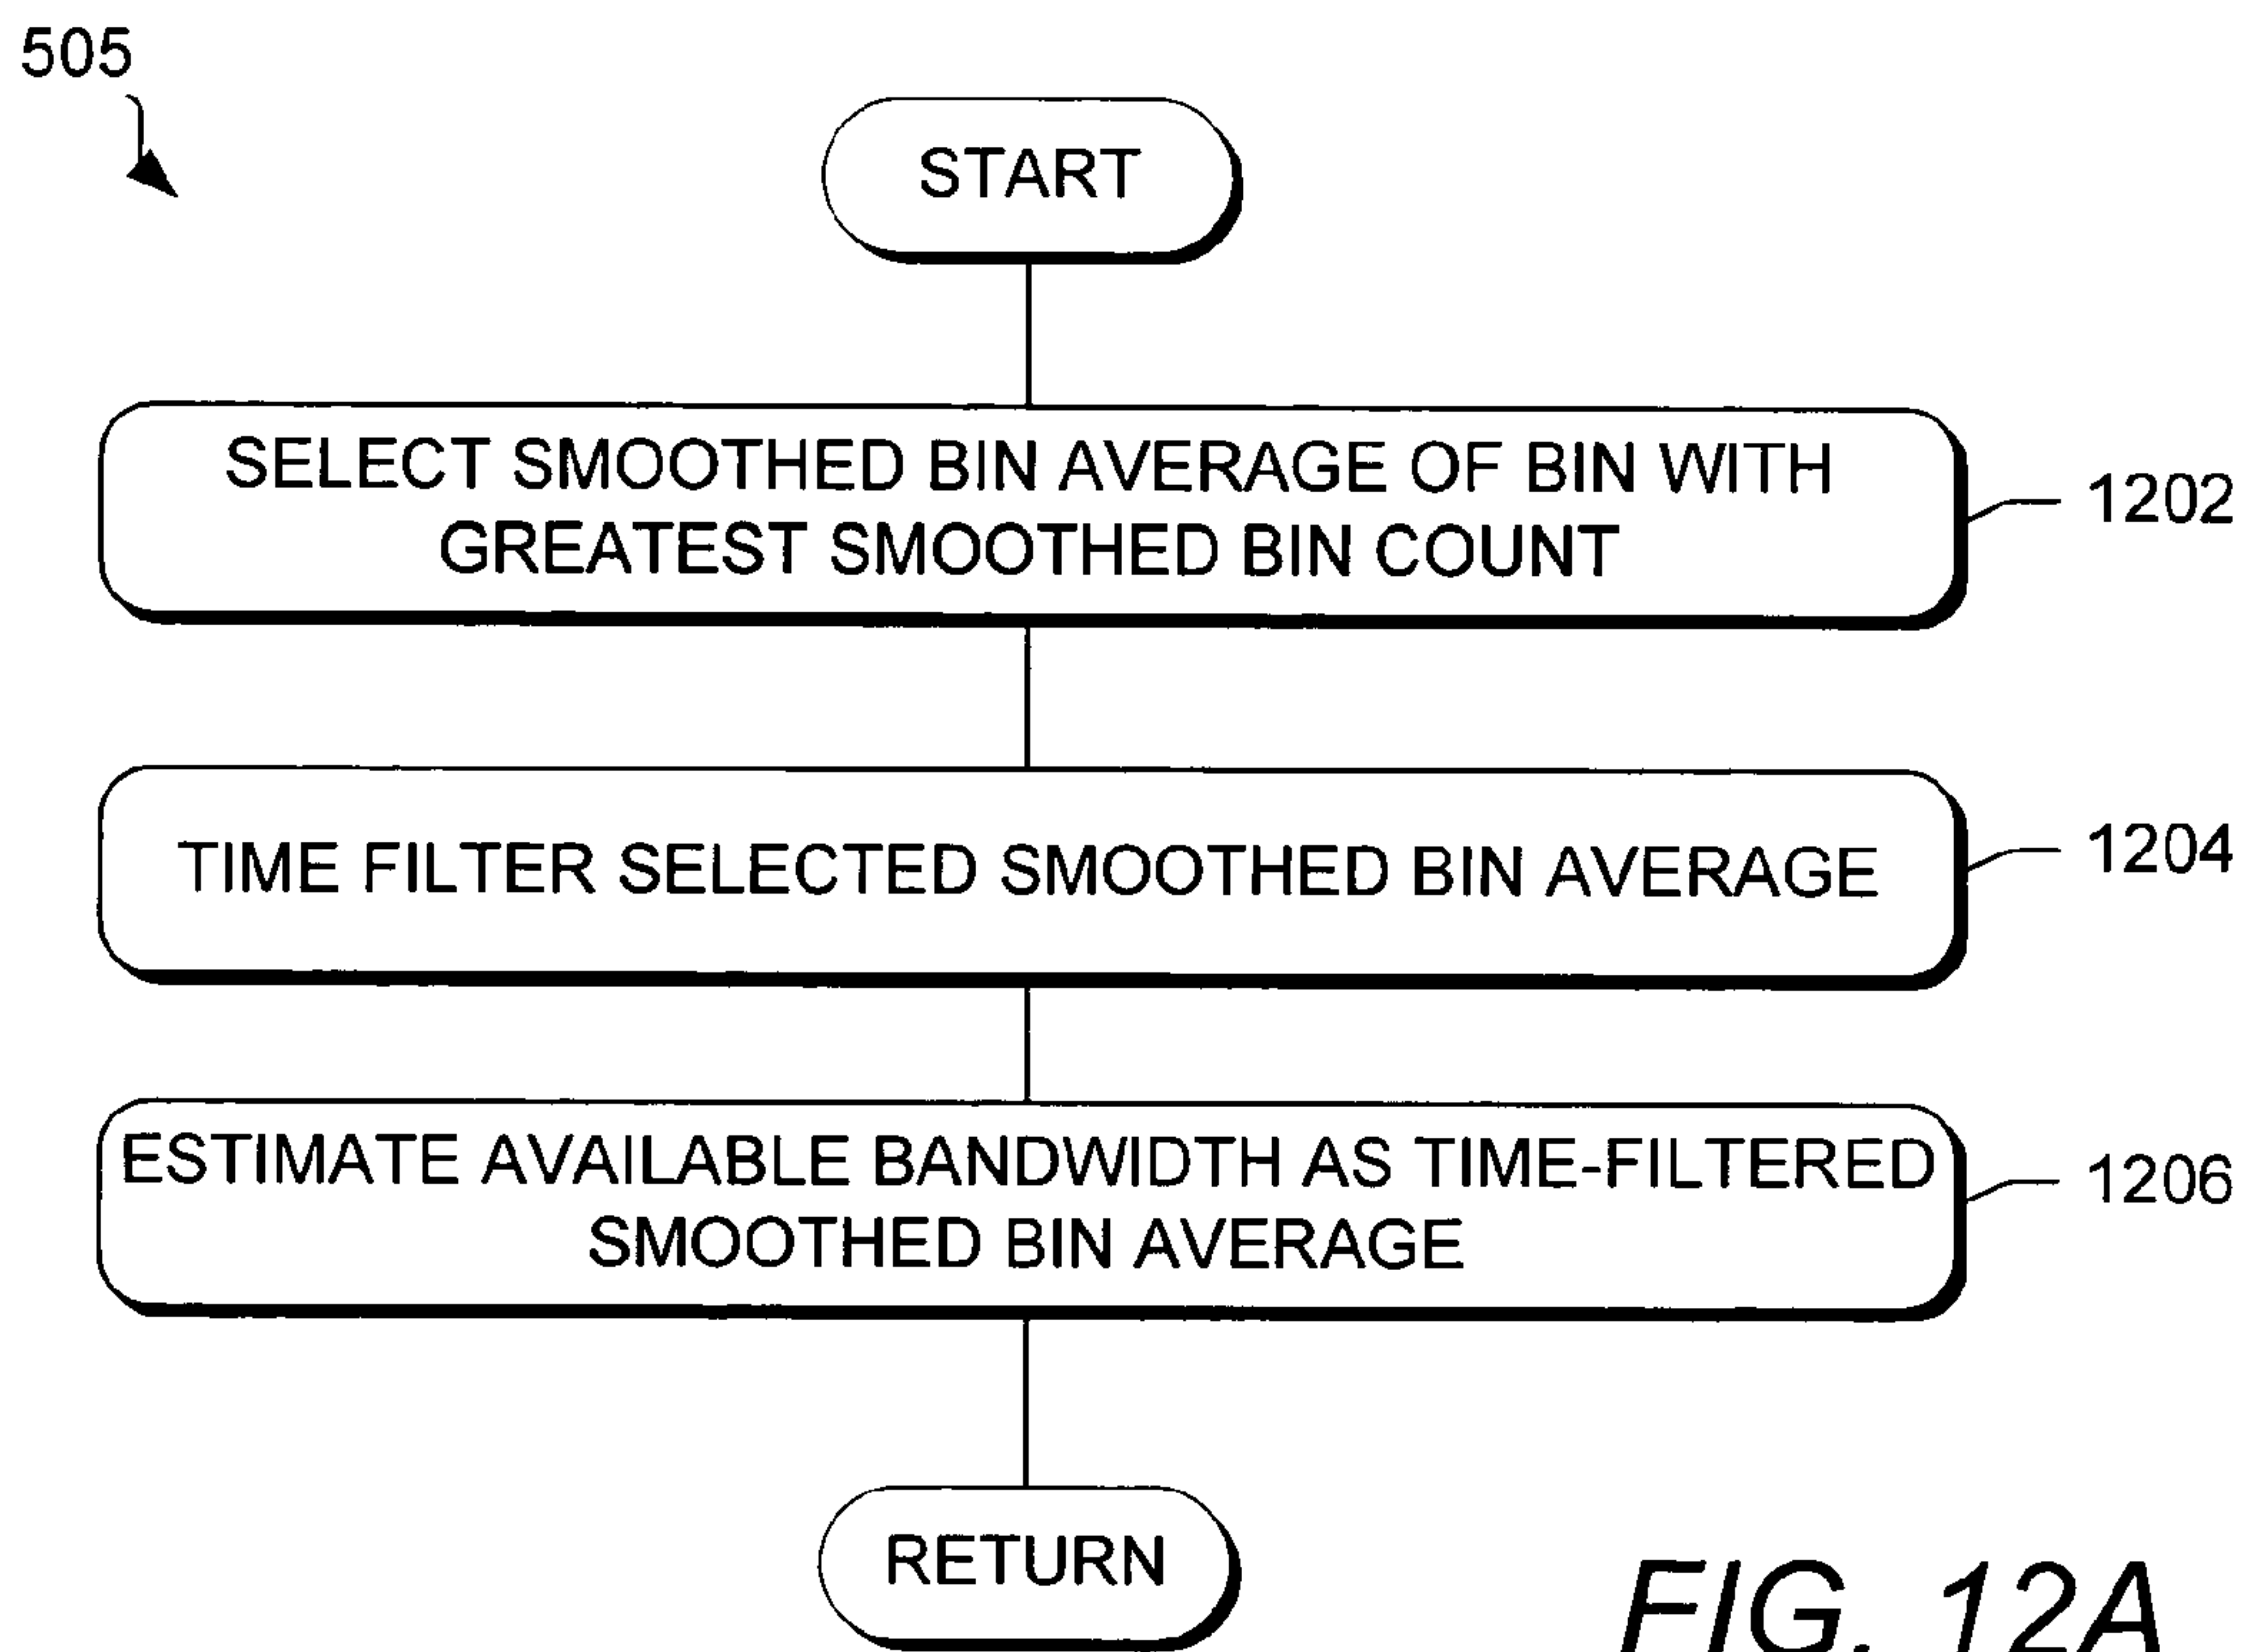 505
START
SELECT SMOOTHED BIN AVERAGE OF BIN WITH
GREATEST SMOOTHED BIN COUNT
1202
TIME FILTER SELECTED SMOOTHED BIN AVERAGE
1204
ESTIMATE AVAILABLE BANDWIDTH AS TIME-FILTERED
SMOOTHED BIN AVERAGE
1206
RETURN
FIG. 12A